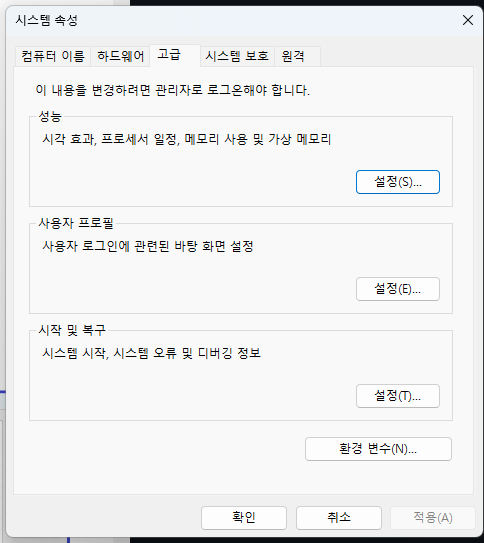 시스템 속성
컴퓨터 이름 하드웨어 고급 시스템 보호 원격
이 내용을 변경하려면 관리자로 로그온해야 합니다.
성능
시각 효과, 프로세서 일정, 메모리 사용 및 가상 메모리
설정(S)...
사용자 프로필
사용자 로그인에 관련된 바탕 화면 설정
설정(E)...
시작 및 복구
시스템 시작, 시스템 오류 및 디버깅 정보
설정(T)...
환경 변수(N)...
확인 취소 적용(A)